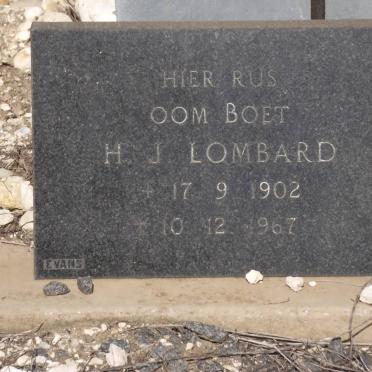 HIER RUS
OOM BOET
H. J. LOMBARD
+ 17 9 1902
+ 10 12 1967
EVANS